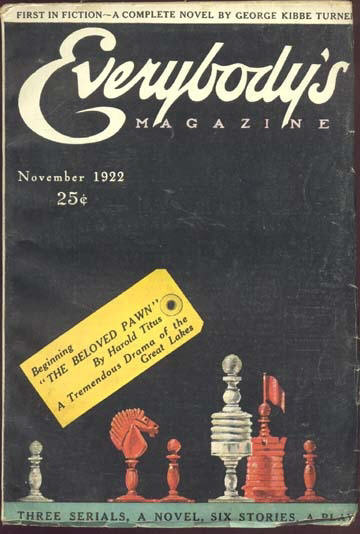 FIRST IN FICTION~A COMPLETE NOVEL BY GEORGE KIBBE TURNE
Everybody's
MAGAZINE
November 1922
25¢
Beginning
"THE BELOVED PAWN"
By Harold Titus
A Tremendous Drama of the
Great Lakes
THREE SERIALS, A NOVEL, SIX STORIES, A PLAY